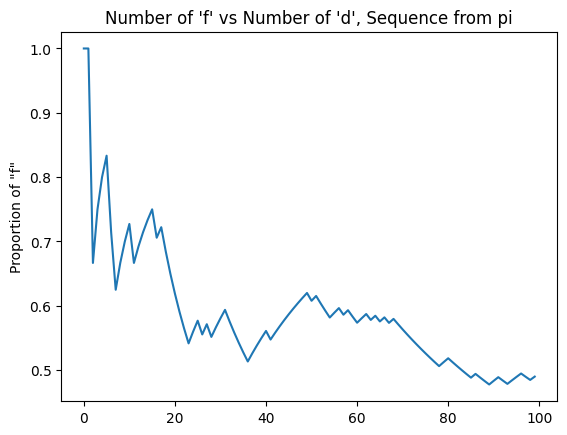 Number of 'f' vs Number of 'd', Sequence from pi
1.0
0.9
0.8
0.7
0.6
0.5
Proportion of "f"
0 20 40 60 80 100